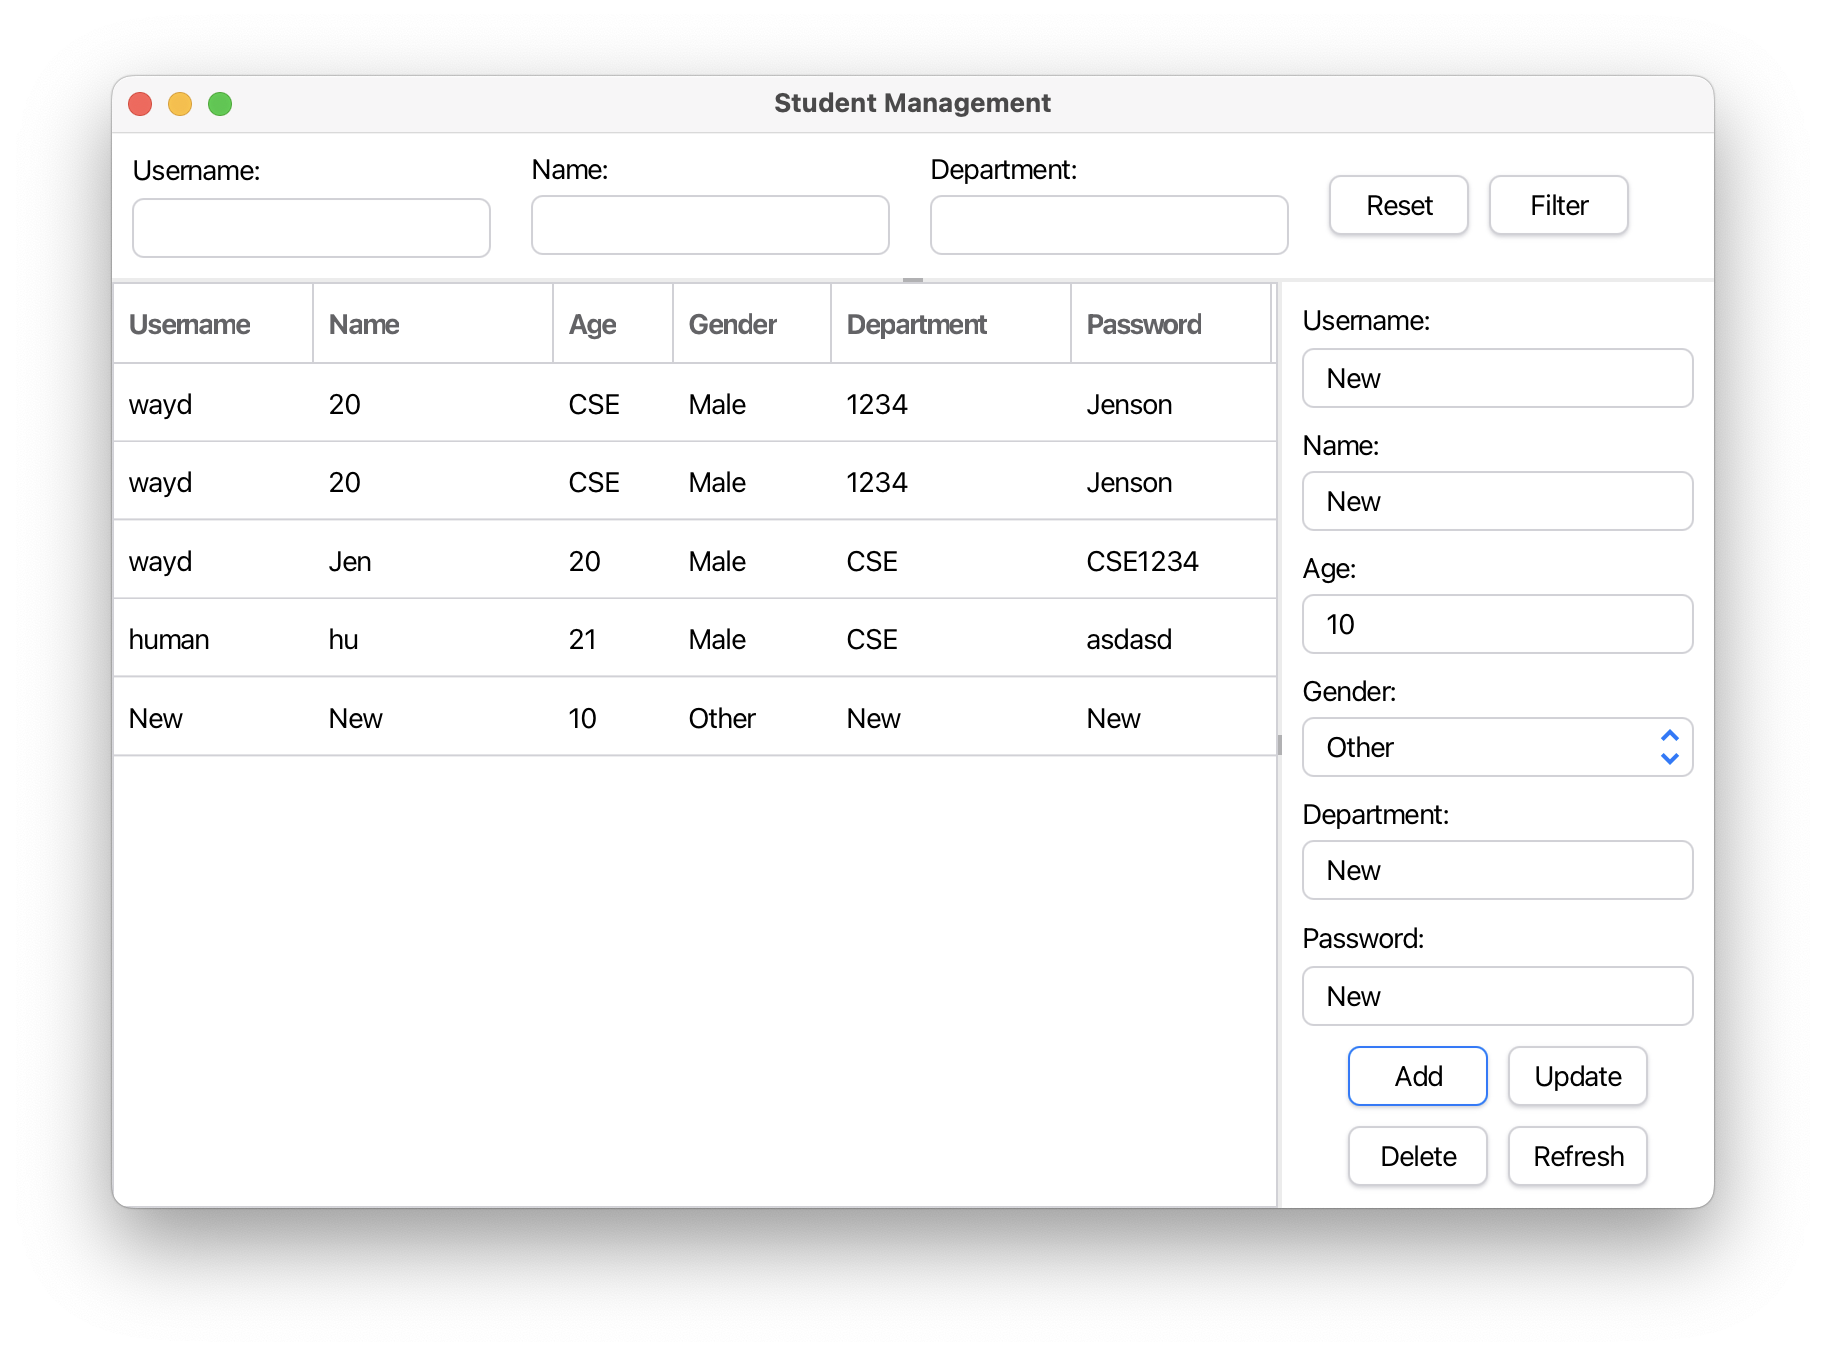 Student Management
Username: Name: Department:
Reset Filter
Username Name Age Gender Department Password
wayd 20 CSE Male 1234 Jenson
wayd 20 CSE Male 1234 Jenson
wayd Jen 20 Male CSE CSE1234
human hu 21 Male CSE asdasd
New New 10 Other New New
Username:
New
Name:
New
Age:
10
Gender:
Other
Department:
New
Password:
New
Add Update
Delete Refresh